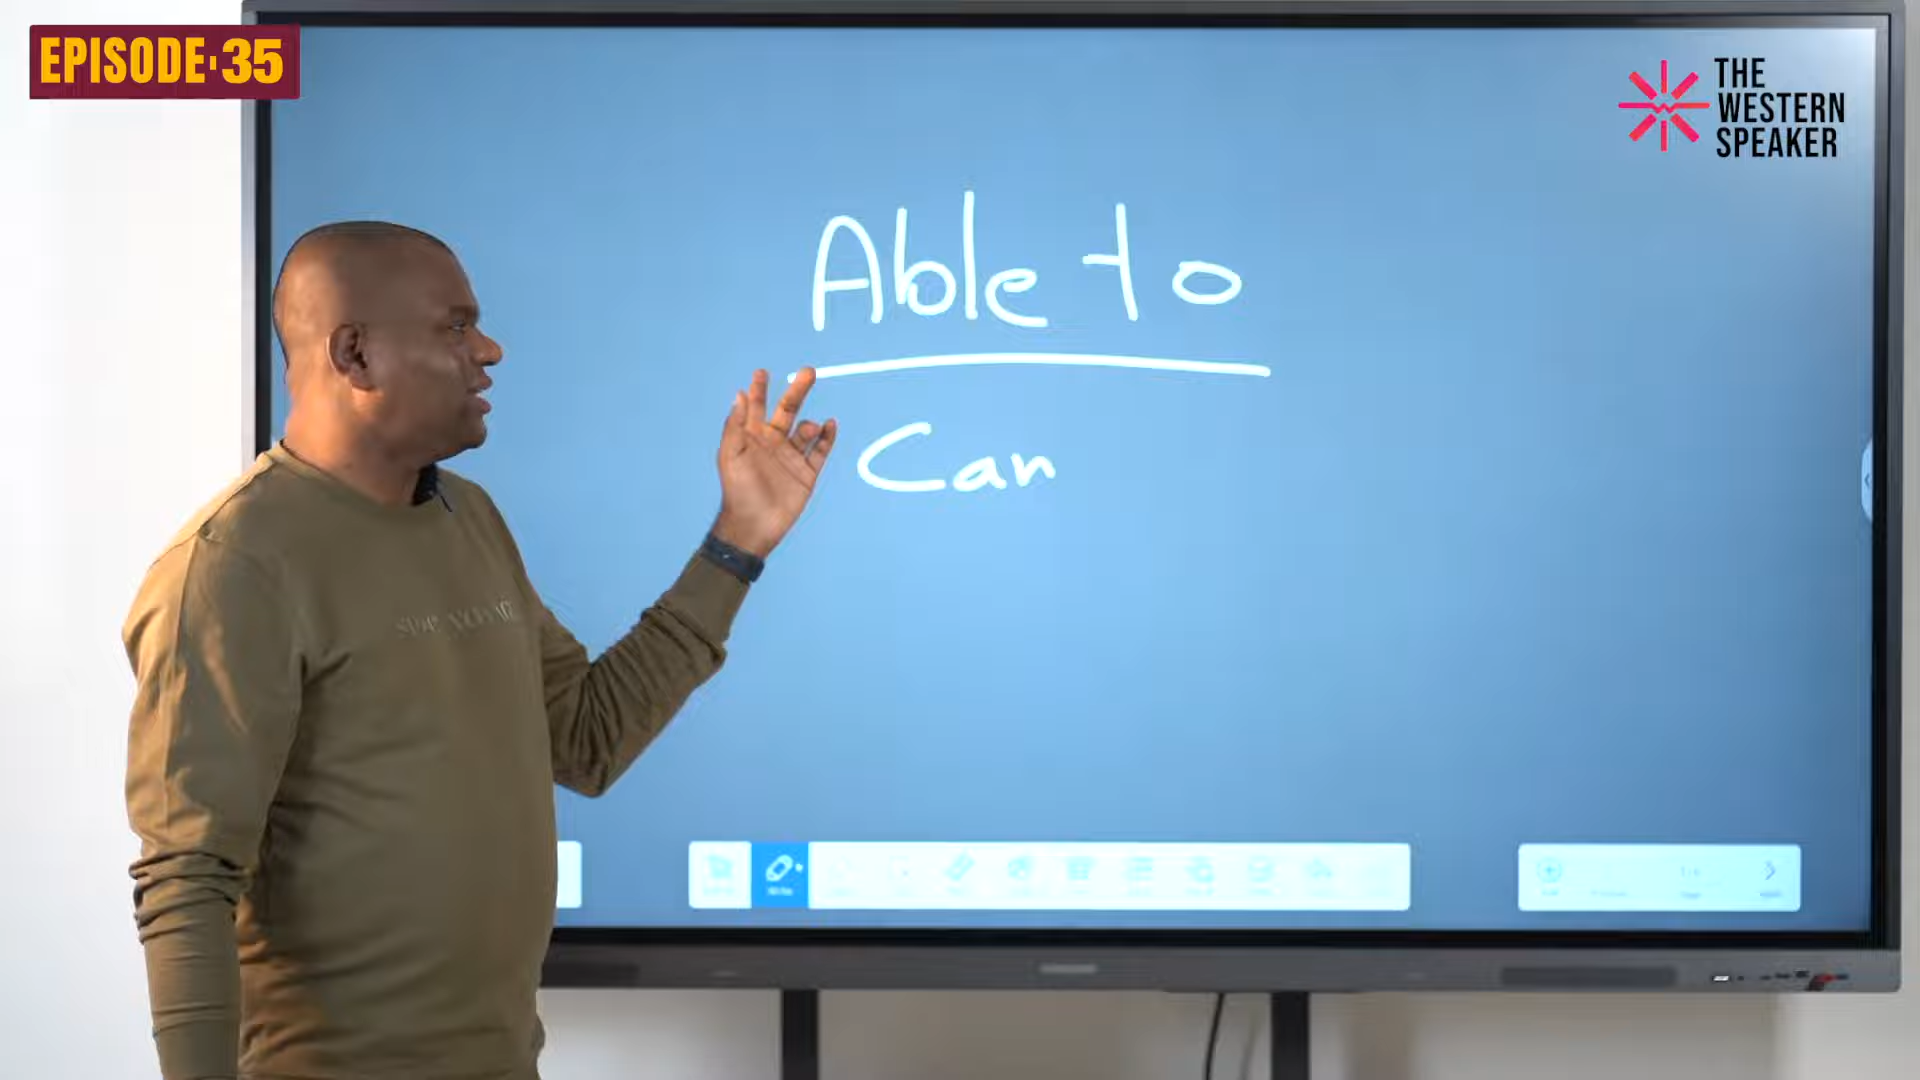 EPISODE-35
THE
WESTERN
SPEAKER
Able to
Can